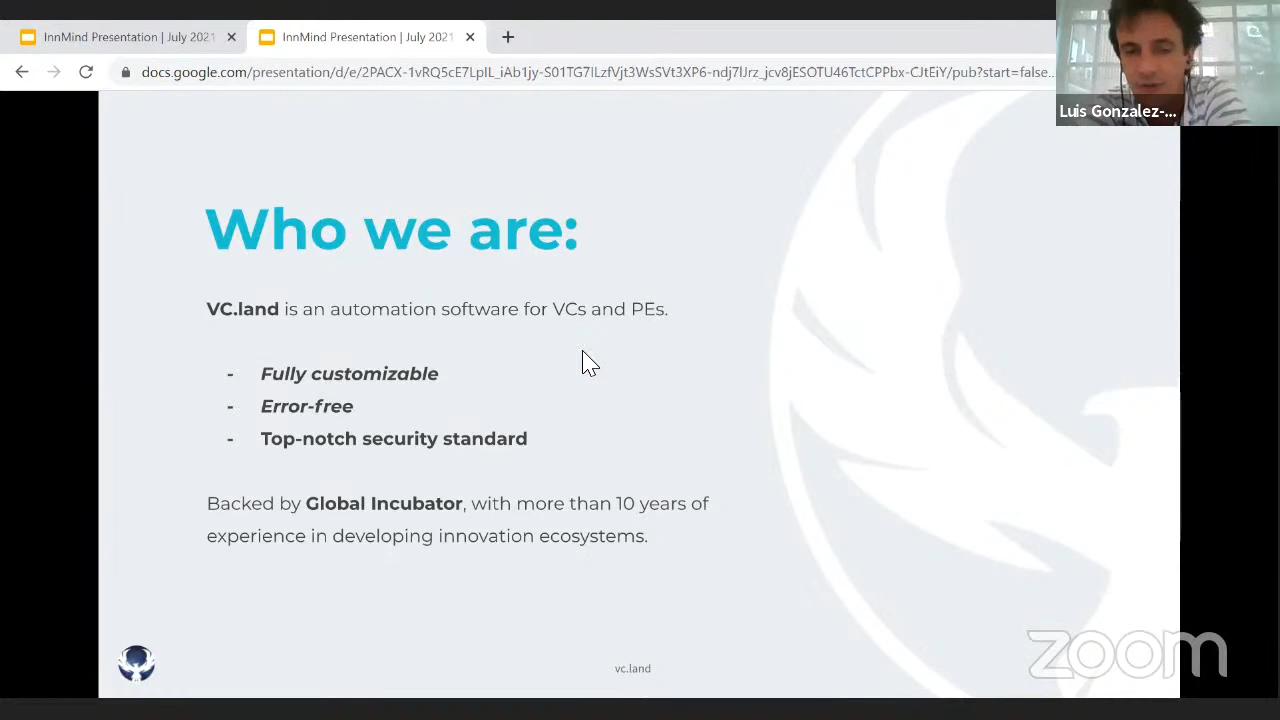 InnMind Presentation | July 2021
InnMind Presentation | July 2021
docs.google.com/presentation/d/e/2PACX-1vRQ5cE7LpIL_iAb1jy-S01TG7ILzfVjt3WsSVt3XP6-ndj7lJrz_jcv8jESOTU46TctCPPbx-CJtEiY/pub?start=false...
Luis Gonzalez-...
Who we are:
VC.land is an automation software for VCs and PEs.
- Fully customizable
- Error-free
- Top-notch security standard
Backed by Global Incubator, with more than 10 years of
experience in developing innovation ecosystems.
vc.land
zoom